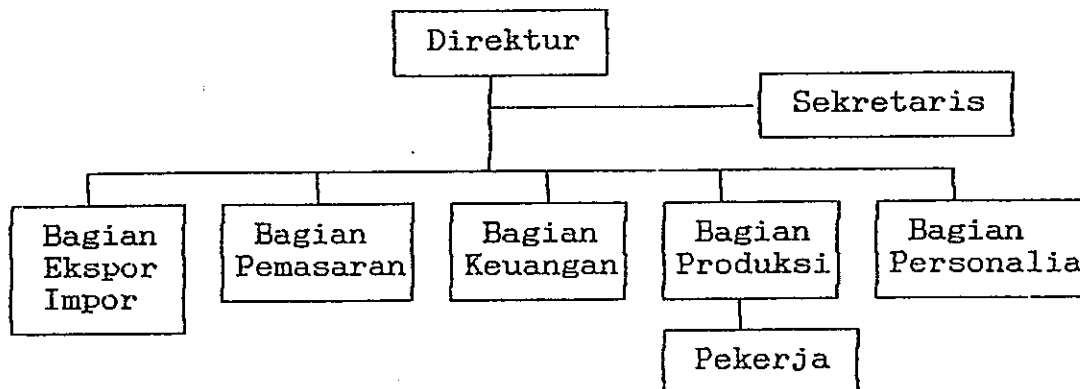 Direktur
Sekretaris
Bagian
Ekspor
Impor
Bagian
Pemasaran
Bagian
Keuangan
Bagian
Produksi
Bagian
Personalia
Pekerja